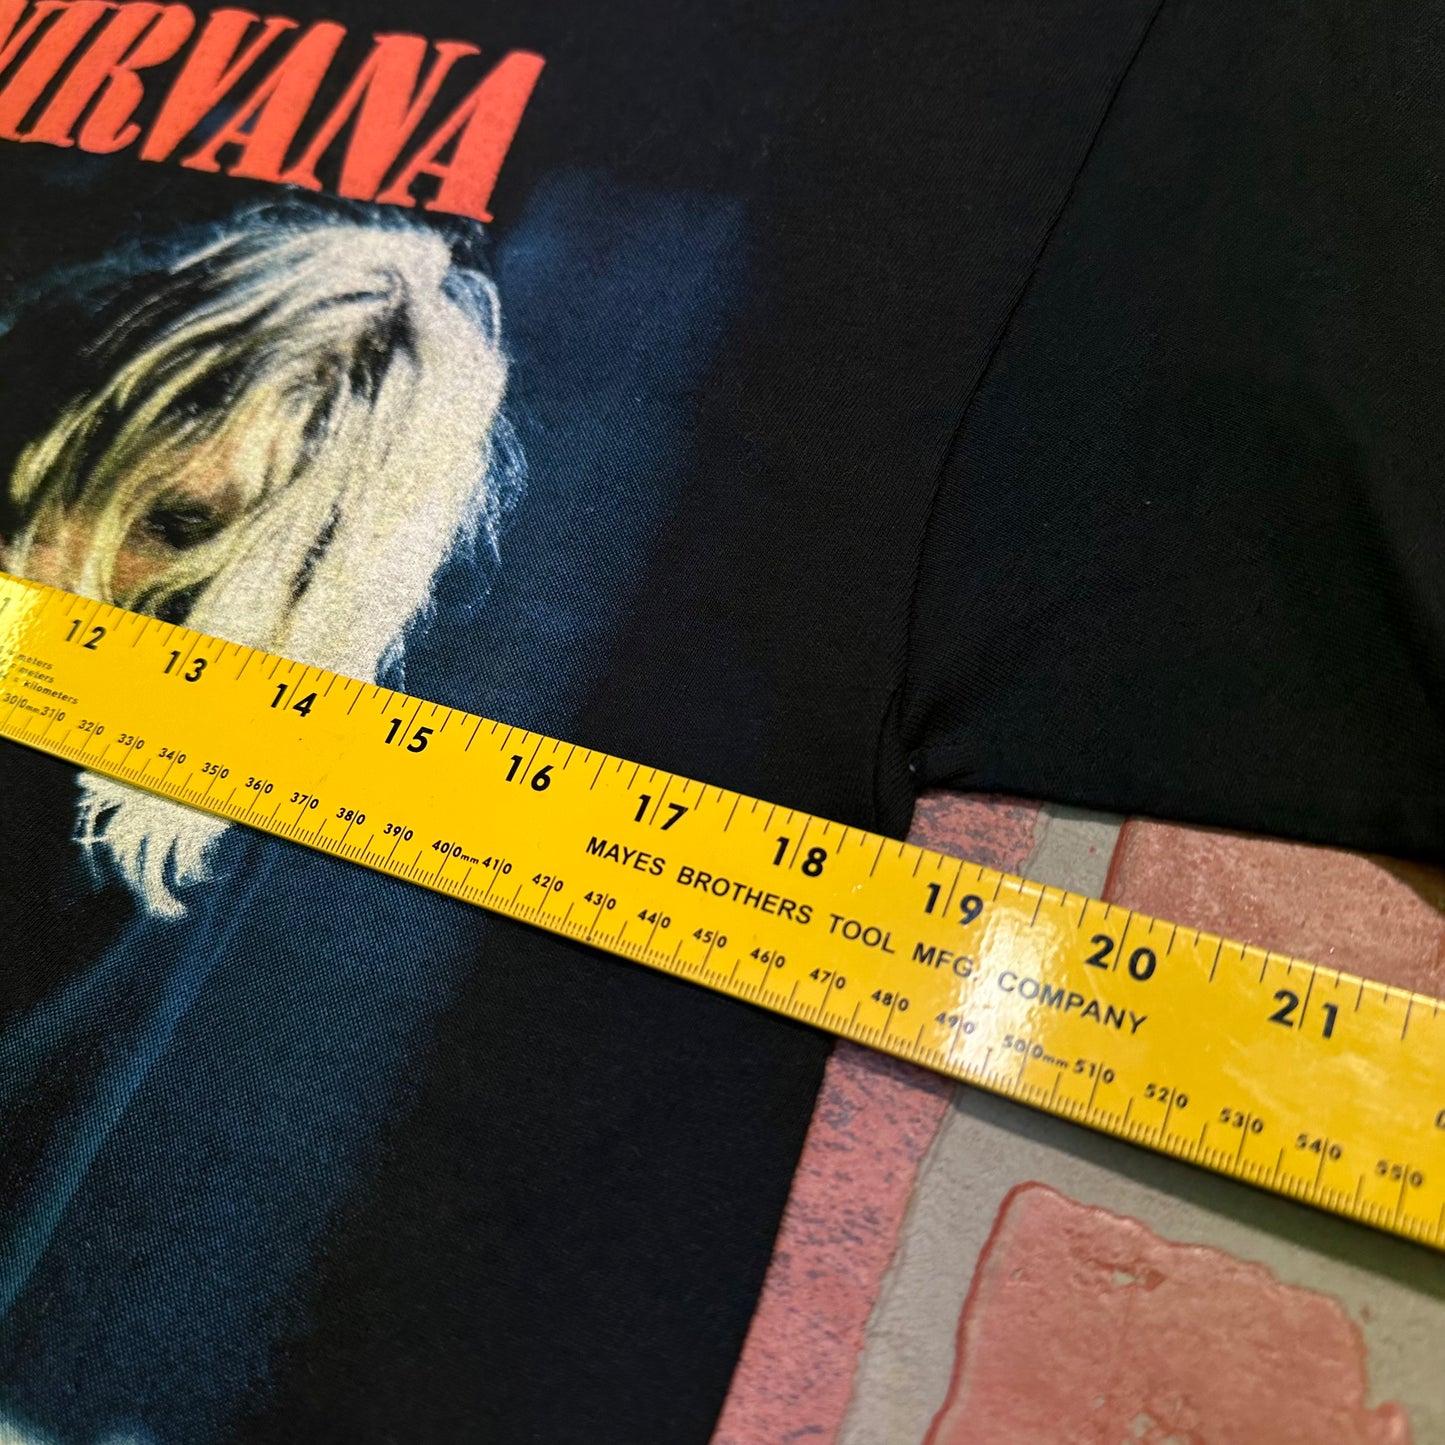 NIRVANA
1 12 13 14 15 16 17 18 19 20 21
meters
meters
= kilometers
MAYES BROTHERS TOOL MFG. COMPANY
300mm 310 320 330 340 350 360 370 380 390 400mm 410 420 430 440 450 460 470 480 490 500mm 510 520 530 540 550